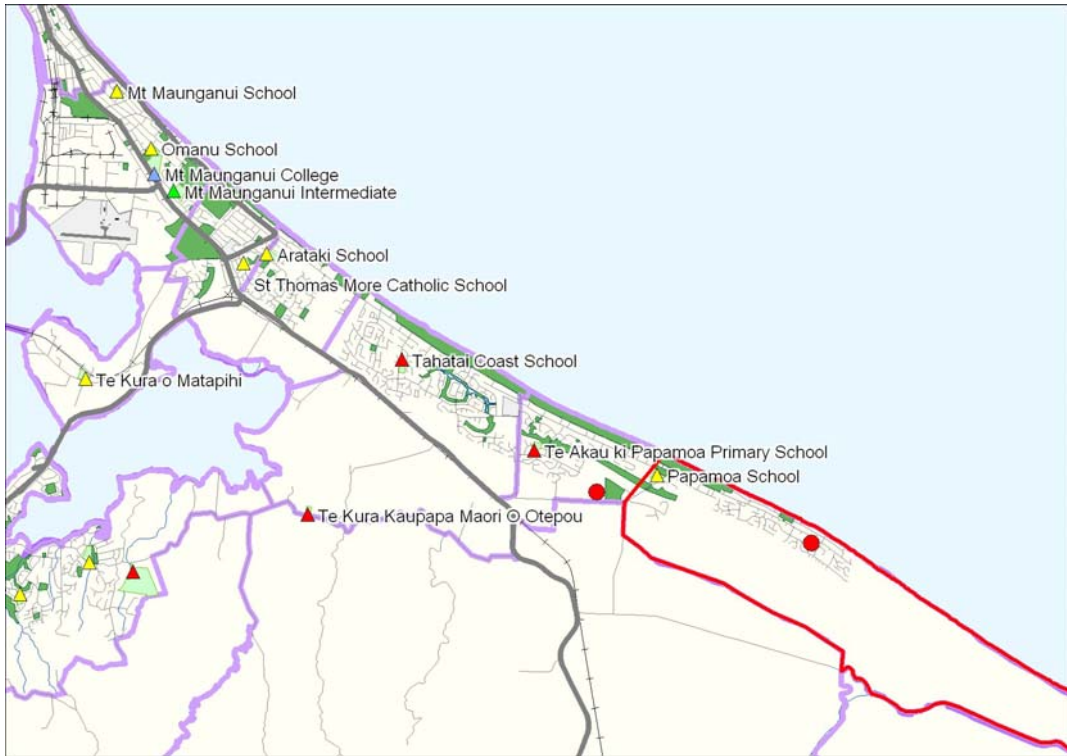 Mt Maunganui School
Omanu School
Mt Maunganui College
Mt Maunganui Intermediate
Arataki School
St Thomas More Catholic School
Tahatai Coast School
Te Kura o Matapihi
Te Akau ki Papamoa Primary School
Papamoa School
Te Kura Kaupapa Maori O Otepou